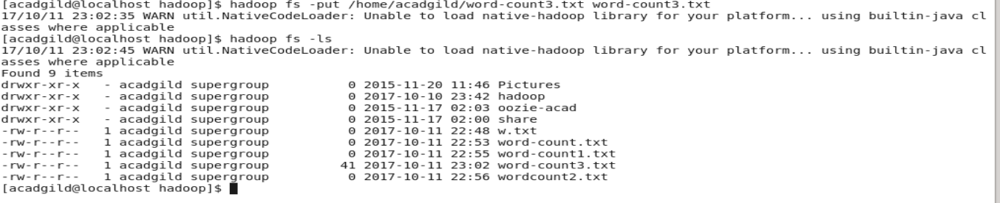 [acadgild@localhost hadoop]$ hadoop fs -put /home/acadgild/word-count3.txt word-count3.txt
17/10/11 23:02:35 WARN util.NativeCodeLoader: Unable to load native-hadoop library for your platform... using builtin-java cl
asses where applicable
[acadgild@localhost hadoop]$ hadoop fs -ls
17/10/11 23:02:45 WARN util.NativeCodeLoader: Unable to load native-hadoop library for your platform... using builtin-java cl
asses where applicable
Found 9 items
drwxr-xr-x   - acadgild supergroup          0 2015-11-20 11:46 Pictures
drwxr-xr-x   - acadgild supergroup          0 2017-10-10 23:42 hadoop
drwxr-xr-x   - acadgild supergroup          0 2015-11-17 02:03 oozie-acad
drwxr-xr-x   - acadgild supergroup          0 2015-11-17 02:00 share
-rw-r--r--   1 acadgild supergroup          0 2017-10-11 22:48 w.txt
-rw-r--r--   1 acadgild supergroup          0 2017-10-11 22:53 word-count.txt
-rw-r--r--   1 acadgild supergroup          0 2017-10-11 22:55 word-count1.txt
-rw-r--r--   1 acadgild supergroup         41 2017-10-11 23:02 word-count3.txt
-rw-r--r--   1 acadgild supergroup          0 2017-10-11 22:56 wordcount2.txt
[acadgild@localhost hadoop]$